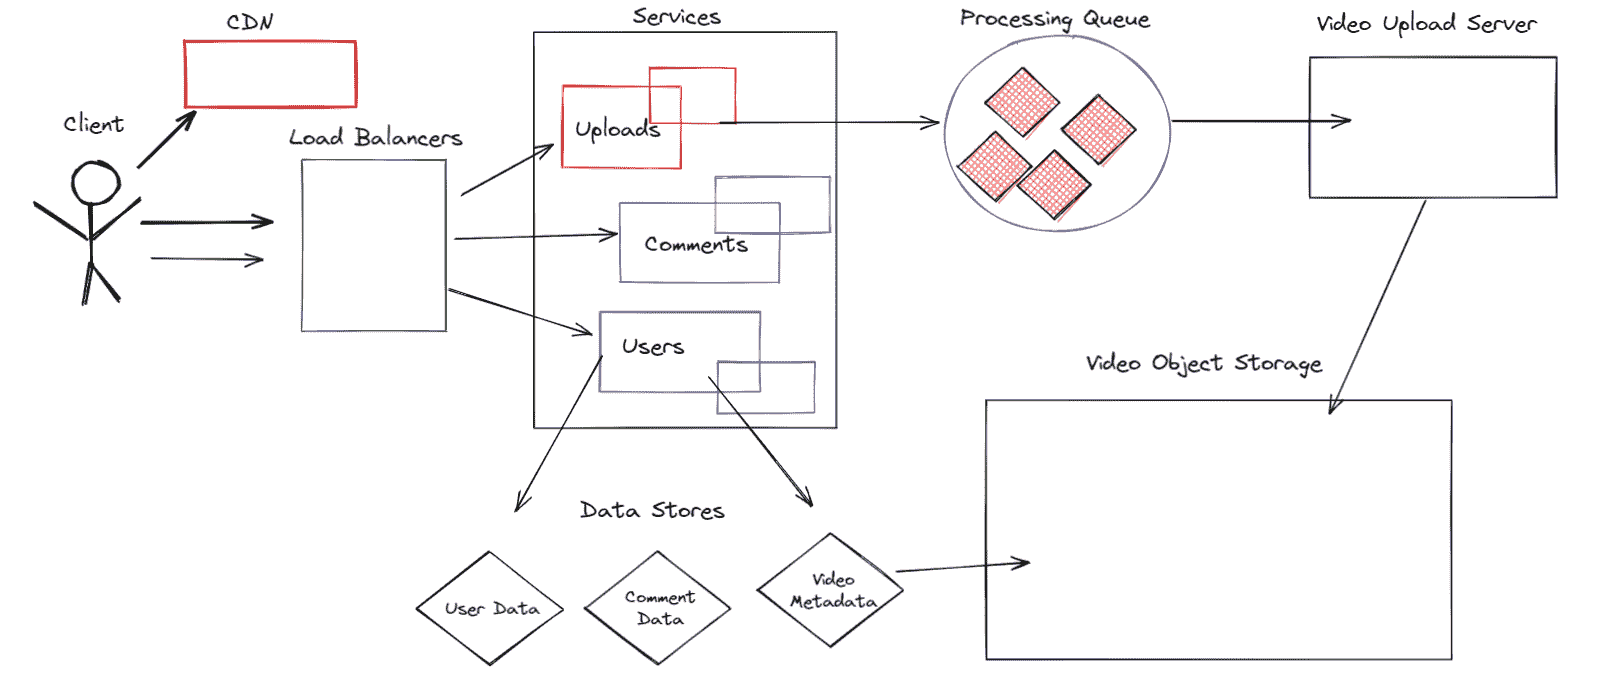 CDN
Services
Processing Queue
Video Upload Server
Client
Load Balancers
Uploads
Comments
Users
Video Object Storage
Data Stores
User Data
Comment
Data
Video
Metadata